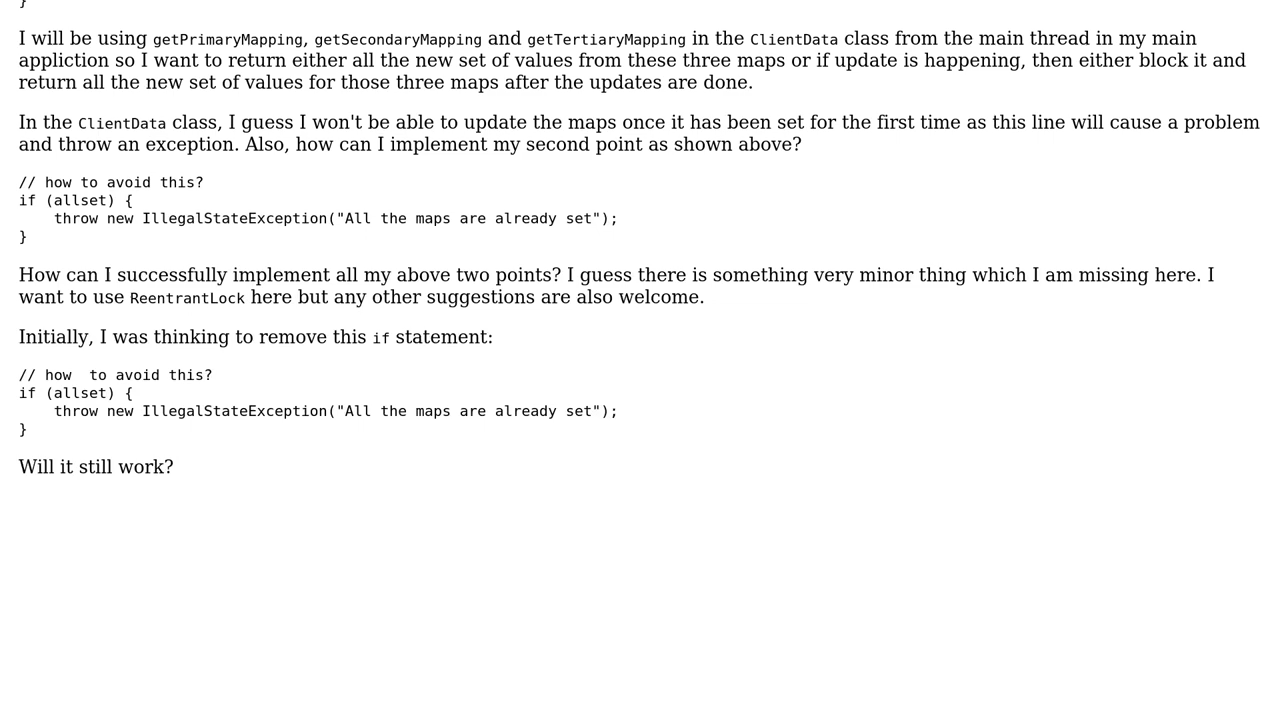 }
I will be using getPrimaryMapping, getSecondaryMapping and getTertiaryMapping in the ClientData class from the main thread in my main
appliction so I want to return either all the new set of values from these three maps or if update is happening, then either block it and
return all the new set of values for those three maps after the updates are done.
In the ClientData class, I guess I won't be able to update the maps once it has been set for the first time as this line will cause a problem
and throw an exception. Also, how can I implement my second point as shown above?
// how to avoid this?
if (allset) {
    throw new IllegalStateException("All the maps are already set");
}
How can I successfully implement all my above two points? I guess there is something very minor thing which I am missing here. I
want to use ReentrantLock here but any other suggestions are also welcome.
Initially, I was thinking to remove this if statement:
// how  to avoid this?
if (allset) {
    throw new IllegalStateException("All the maps are already set");
}
Will it still work?